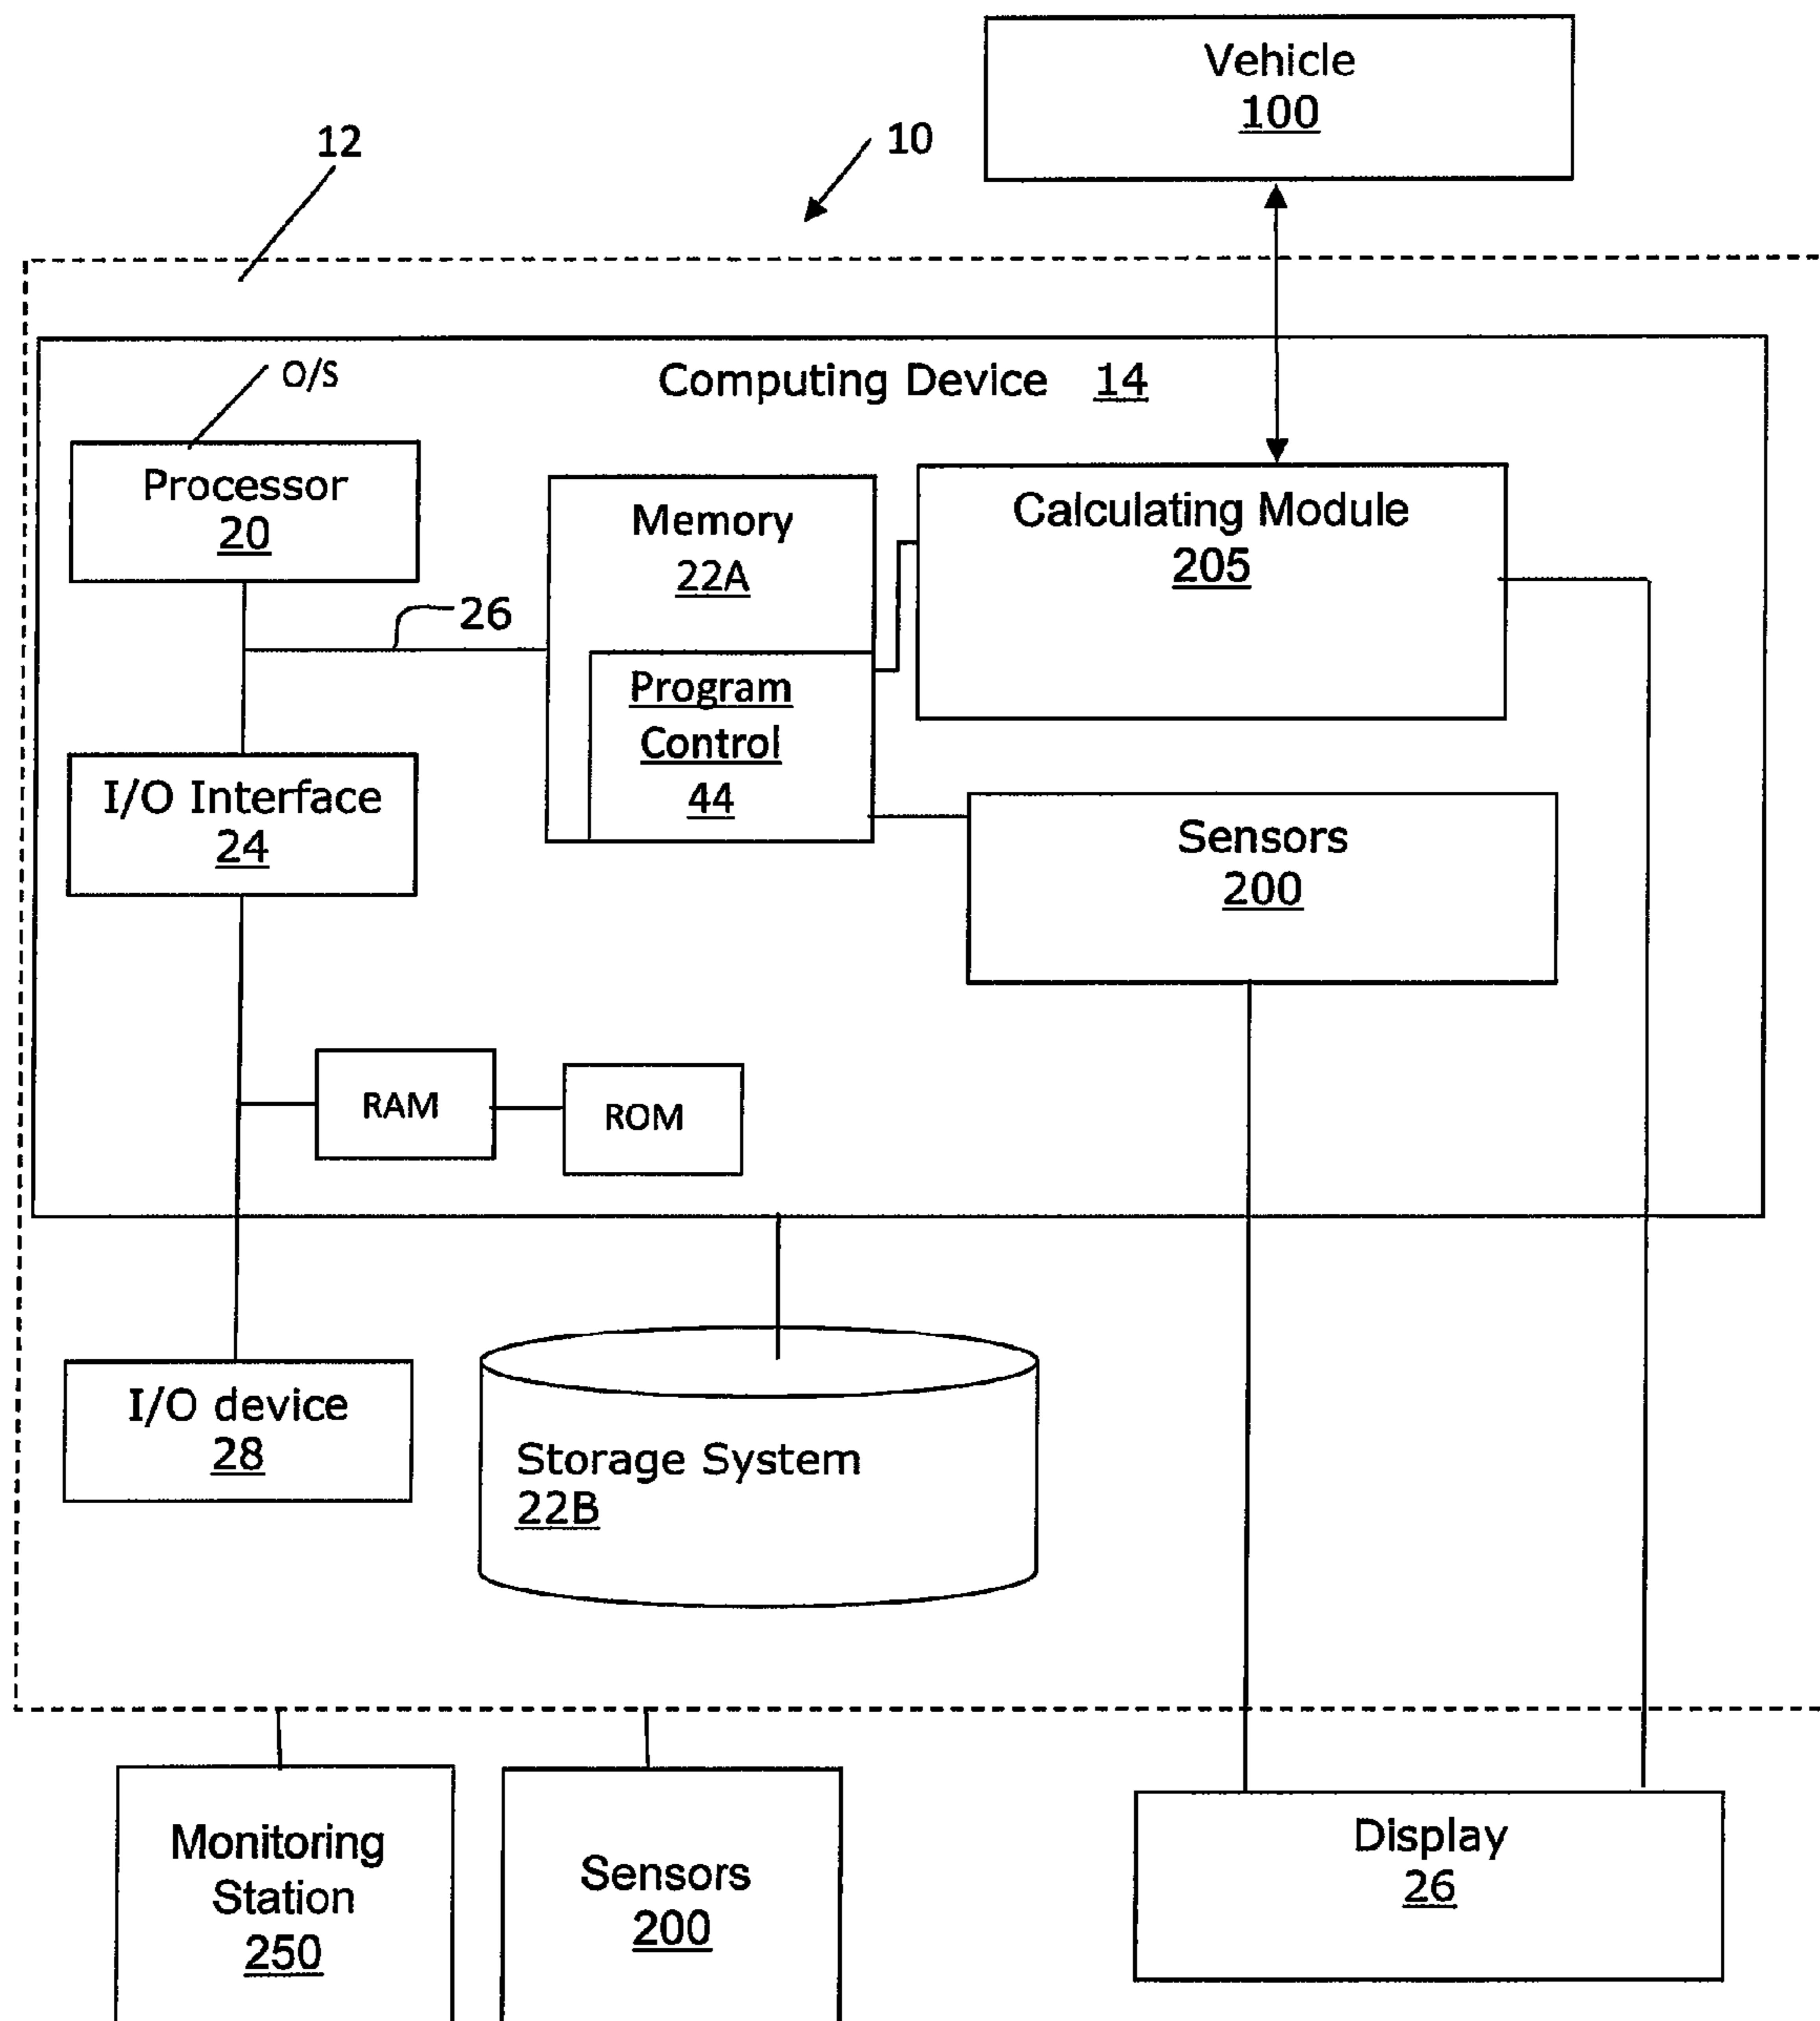 Vehicle
100
12
10
Computing Device 14
O/S
Processor
20
Memory
22A
Calculating Module
205
26
Program
Control
44
I/O Interface
24
Sensors
200
RAM
ROM
I/O device
28
Storage System
22B
Monitoring
Station
250
Sensors
200
Display
26